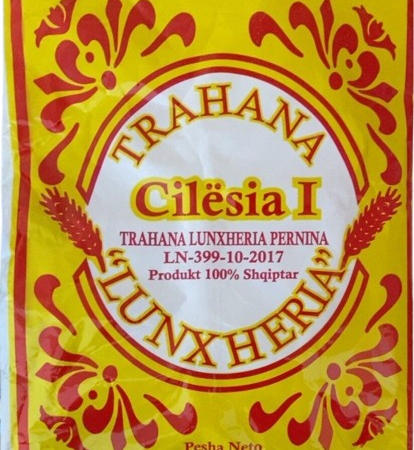 TRAHANA
Cilësia I
TRAHANA LUNXHERIA PERNINA
LN-399-10-2017
Produkt 100% Shqiptar
"LUNXHERIA"
Pesha Neto